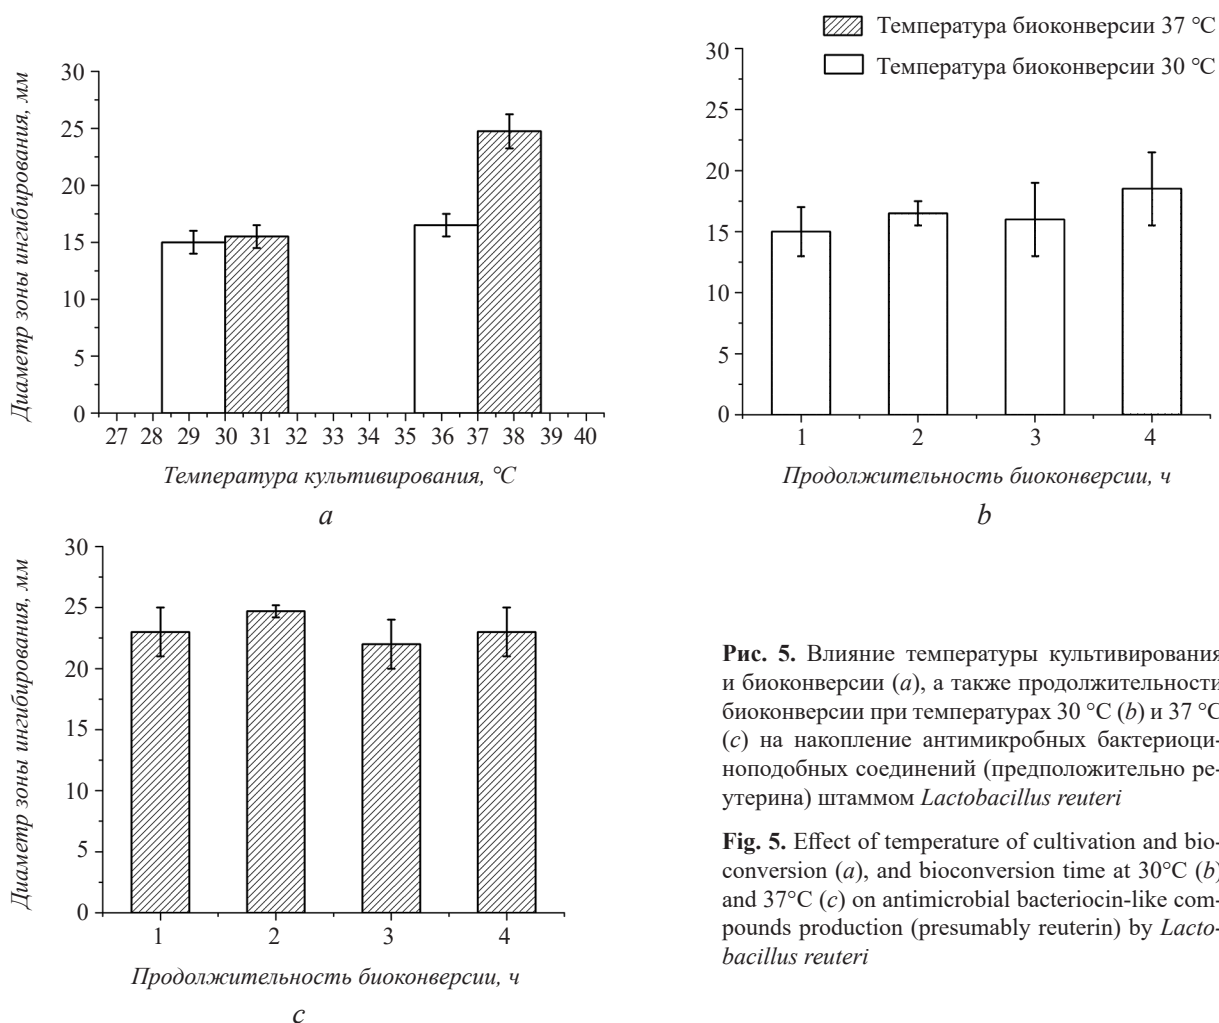 Диаметр зоны ингибирования, мм
30
25
20
15
10
5
0
27 28 29 30 31 32 33 34 35 36 37 38 39 40
Температура культивирования, °C
a
Температура биоконверсии 37 °C
Температура биоконверсии 30 °C
30
25
20
15
10
5
0
1 2 3 4
Продолжительность биоконверсии, ч
b
Диаметр зоны ингибирования, мм
30
25
20
15
10
5
0
1 2 3 4
Продолжительность биоконверсии, ч
c
Рис. 5. Влияние температуры культивирования
и биоконверсии (a), а также продолжительности
биоконверсии при температурах 30 °C (b) и 37 °C
(c) на накопление антимикробных бактериоци-
ноподобных соединений (предположительно ре-
утерина) штаммом Lactobacillus reuteri
Fig. 5. Effect of temperature of cultivation and bio-
conversion (a), and bioconversion time at 30°C (b)
and 37°C (c) on antimicrobial bacteriocin-like com-
pounds production (presumably reuterin) by Lacto-
bacillus reuteri